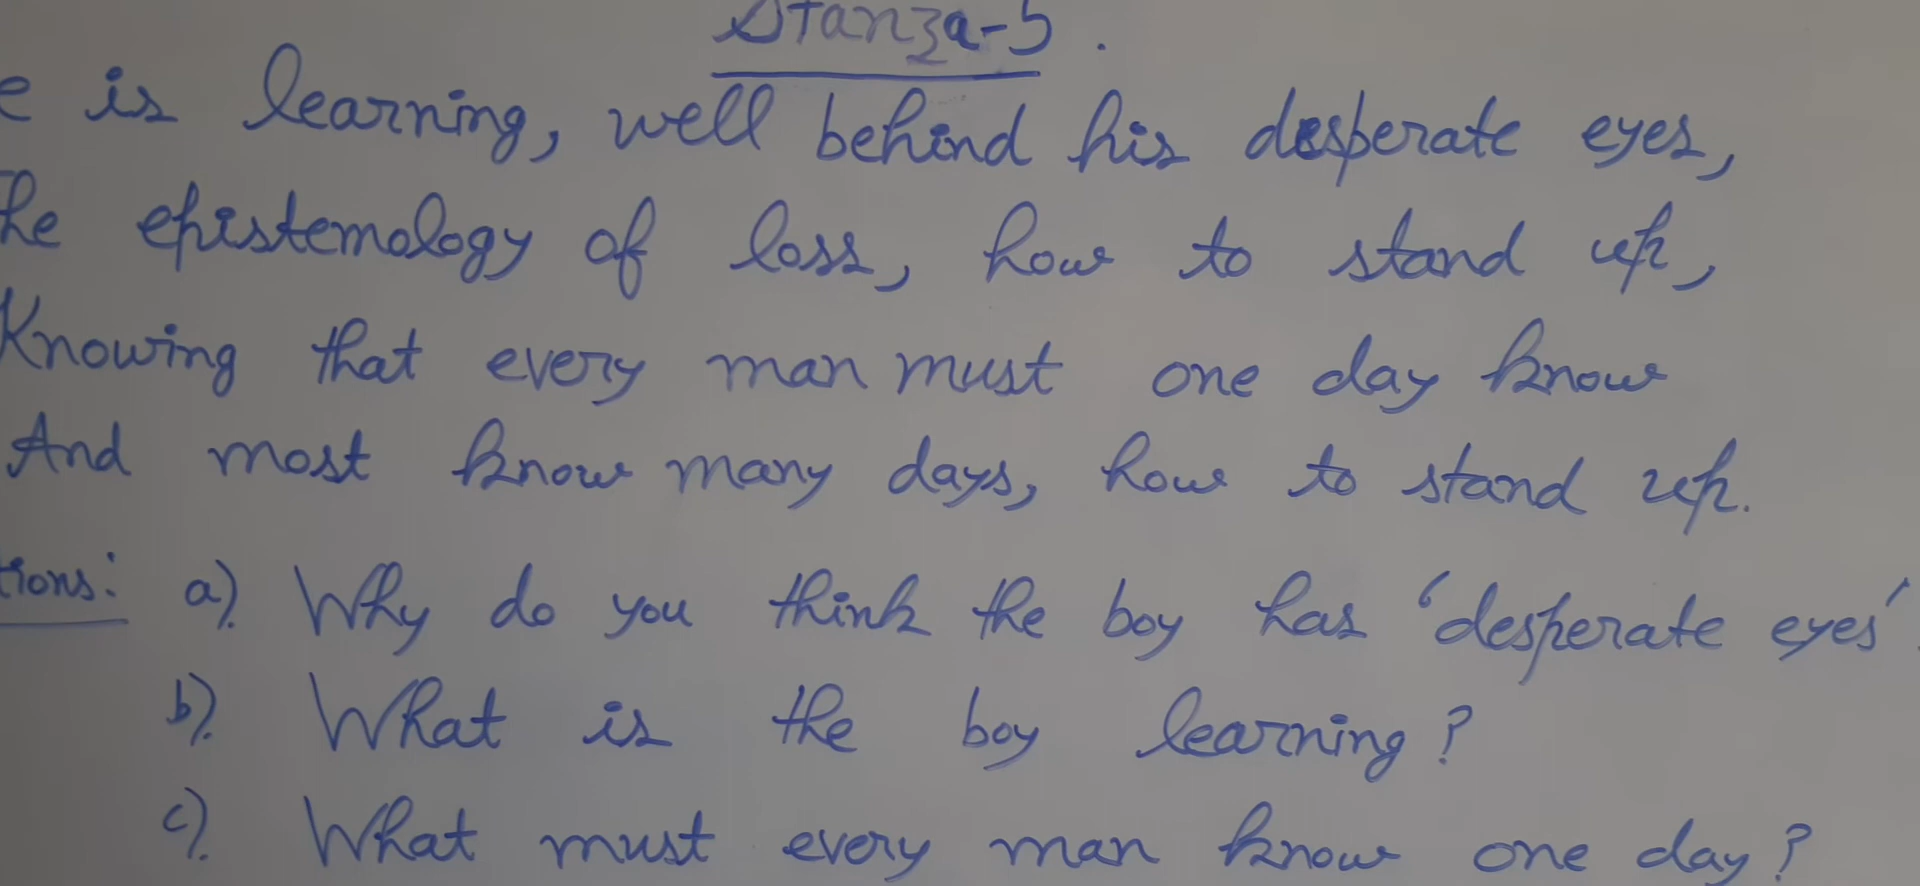 Stanza-5.
e is learning, well behind his desperate eyes,
he epistemology of loss, how to stand up,
Knowing that every man must one day know
And most know many days, how to stand up.
tions: a). Why do you think the boy has 'desperate eyes'
b). What is the boy learning?
c). What must every man know one day?